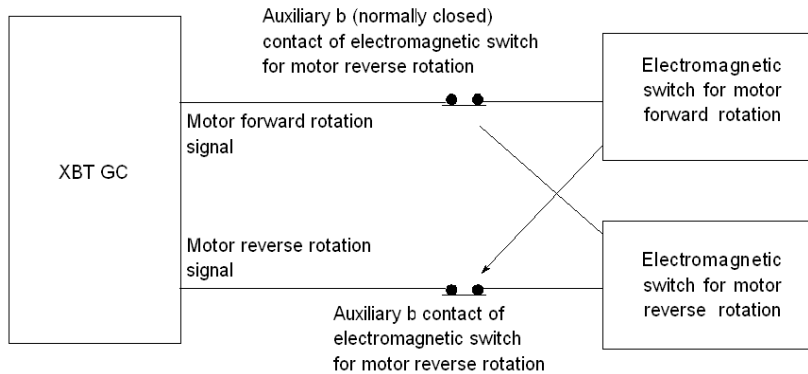 Auxiliary b (normally closed)
contact of electromagnetic switch
for motor reverse rotation
Electromagnetic
switch for motor
forward rotation
Motor forward rotation
signal
XBT GC
Motor reverse rotation
signal
Electromagnetic
switch for motor
reverse rotation
Auxiliary b contact of
electromagnetic switch
for motor reverse rotation